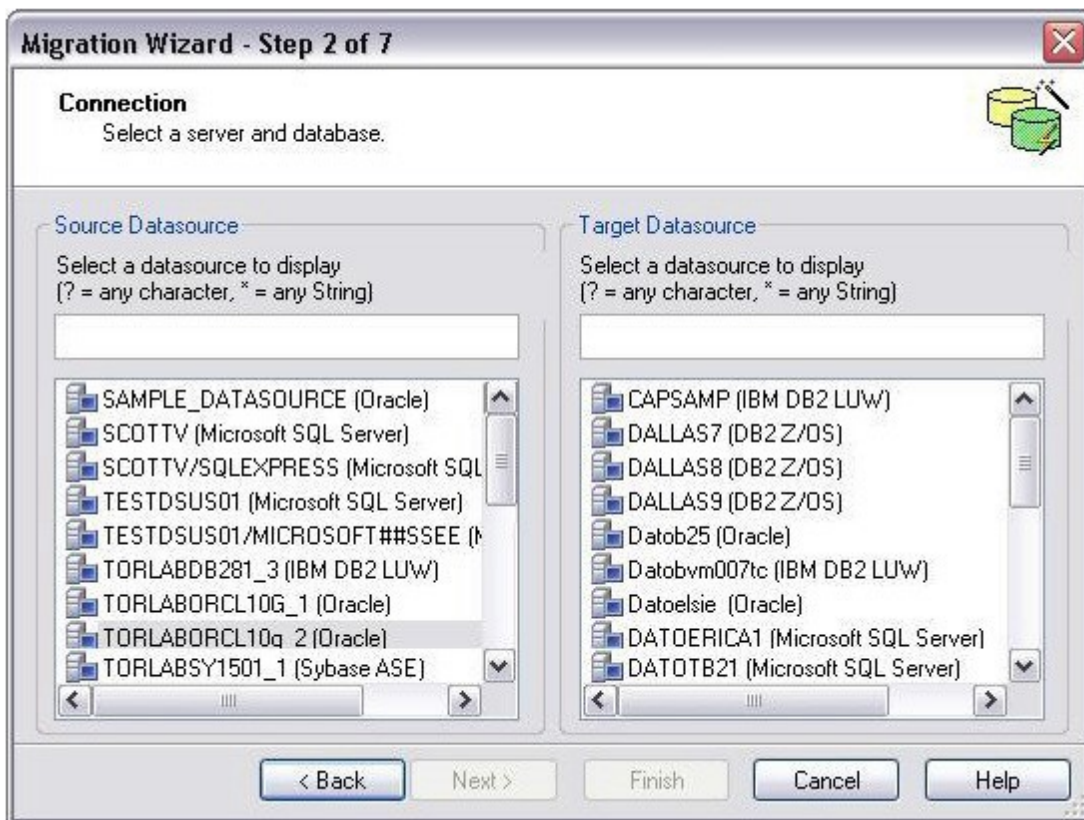 Migration Wizard - Step 2 of 7
Connection
Select a server and database.
Source Datasource
Select a datasource to display
(? = any character, * = any String)
SAMPLE_DATASOURCE (Oracle)
SCOTTV (Microsoft SQL Server)
SCOTTV/SQLEXPRESS (Microsoft SQL
TESTDSUS01 (Microsoft SQL Server)
TESTDSUS01/MICROSOFT##SSEE (M
TORLABDB281_3 (IBM DB2 LUW)
TORLABORCL10G_1 (Oracle)
TORLABORCL10g_2 (Oracle)
TORLABSY1501_1 (Sybase ASE)
Target Datasource
Select a datasource to display
(? = any character, * = any String)
CAPSAMP (IBM DB2 LUW)
DALLAS7 (DB2 Z/OS)
DALLAS8 (DB2 Z/OS)
DALLAS9 (DB2 Z/OS)
Datob25 (Oracle)
Datobvm007tc (IBM DB2 LUW)
Datoelsie (Oracle)
DATOERICA1 (Microsoft SQL Server)
DATOTB21 (Microsoft SQL Server)
< Back
Next >
Finish
Cancel
Help